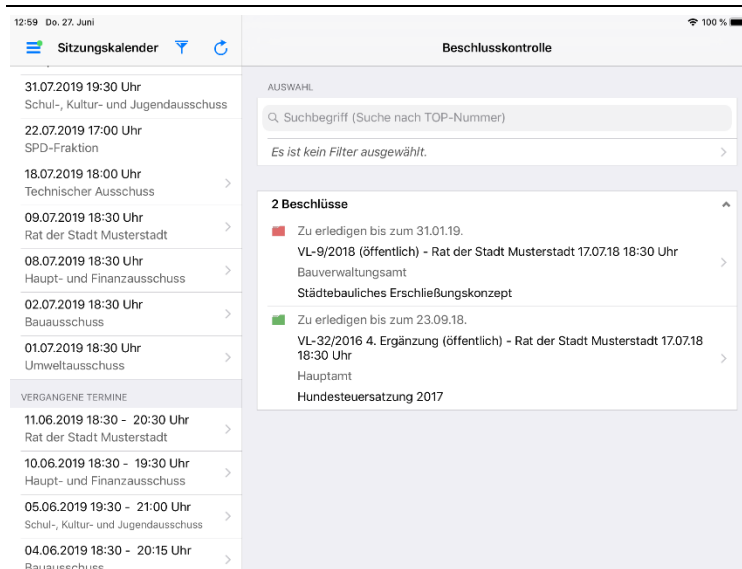 12:59 Do. 27. Juni
100 %
Sitzungskalender
Beschlusskontrolle
31.07.2019 19:30 Uhr
Schul-, Kultur- und Jugendausschuss
22.07.2019 17:00 Uhr
SPD-Fraktion
18.07.2019 18:00 Uhr
Technischer Ausschuss
09.07.2019 18:30 Uhr
Rat der Stadt Musterstadt
08.07.2019 18:30 Uhr
Haupt- und Finanzausschuss
02.07.2019 18:30 Uhr
Bauausschuss
01.07.2019 18:30 Uhr
Umweltausschuss
VERGANGENE TERMINE
11.06.2019 18:30 - 20:30 Uhr
Rat der Stadt Musterstadt
10.06.2019 18:30 - 19:30 Uhr
Haupt- und Finanzausschuss
05.06.2019 19:30 - 21:00 Uhr
Schul-, Kultur- und Jugendausschuss
04.06.2019 18:30 - 20:15 Uhr
Bauausschuss
AUSWAHL
Suchbegriff (Suche nach TOP-Nummer)
Es ist kein Filter ausgewählt.
2 Beschlüsse
Zu erledigen bis zum 31.01.19.
VL-9/2018 (öffentlich) - Rat der Stadt Musterstadt 17.07.18 18:30 Uhr
Bauverwaltungsamt
Städtebauliches Erschließungskonzept
Zu erledigen bis zum 23.09.18.
VL-32/2016 4. Ergänzung (öffentlich) - Rat der Stadt Musterstadt 17.07.18
18:30 Uhr
Hauptamt
Hundesteuersatzung 2017